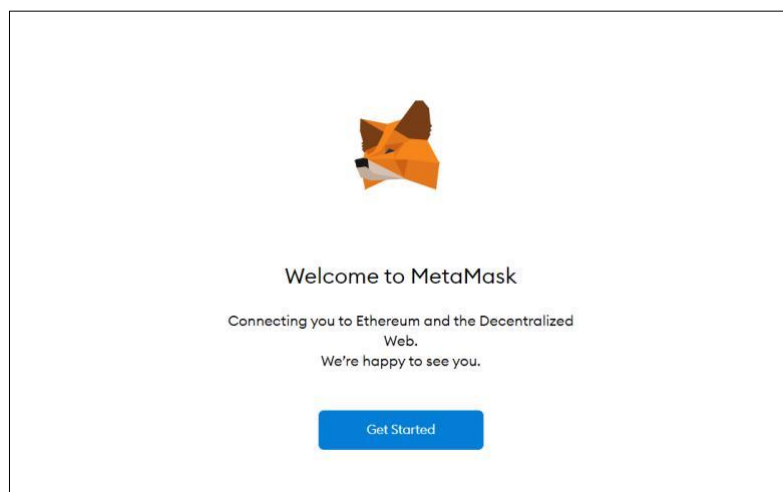 Welcome to MetaMask
Connecting you to Ethereum and the Decentralized
Web.
We're happy to see you.
Get Started